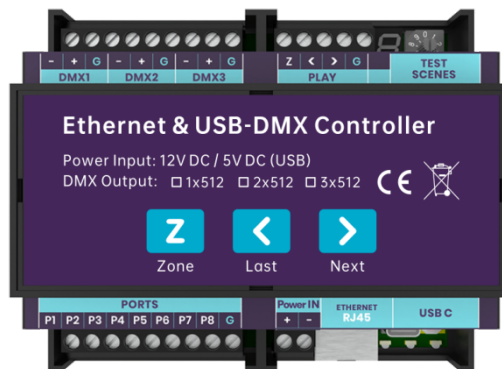 - + G - + G - + G
DMX1 DMX2 DMX3
Z < > G
PLAY
TEST
SCENES
Ethernet & USB-DMX Controller
Power Input: 12V DC / 5V DC (USB)
DMX Output: ☐ 1x512 ☐ 2x512 ☐ 3x512 CE
Z < >
Zone Last Next
PORTS
P1 P2 P3 P4 P5 P6 P7 P8 G
Power IN
+ -
ETHERNET
RJ45
USB C